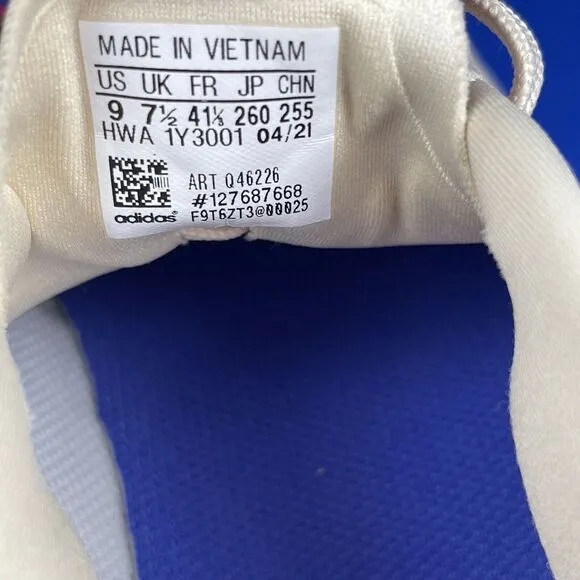 MADE IN VIETNAM
US UK FR JP CHN
9 7½ 41⅓ 260 255
HWA 1Y3001 04/21
ART Q46226
#127687668
adidas® F9T6ZT3@00025